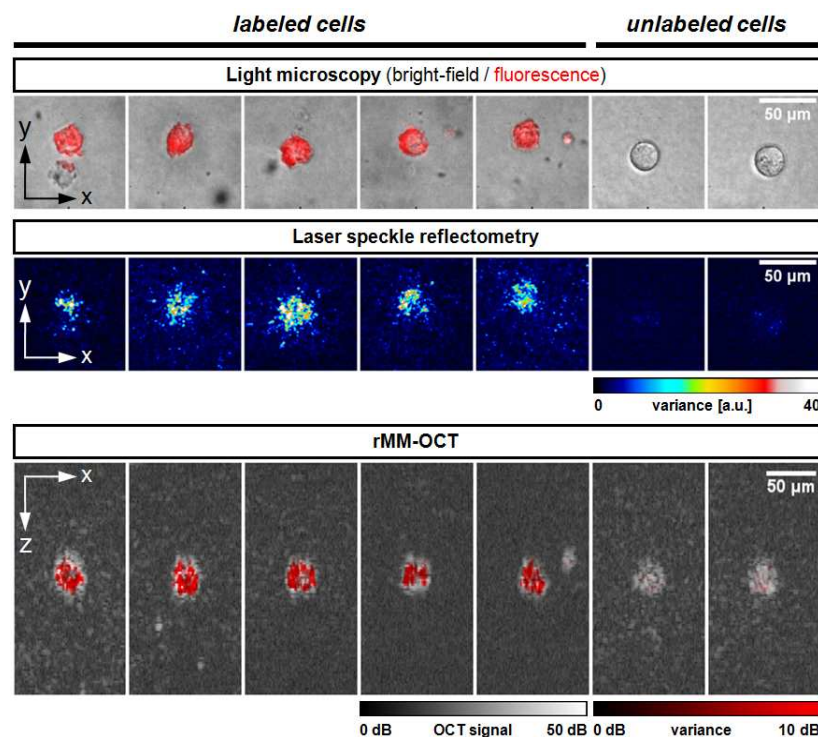 labeled cells unlabeled cells
Light microscopy (bright-field / fluorescence)
y
x
50 µm
Laser speckle reflectometry
y
x
50 µm
0 variance [a.u.] 40
rMM-OCT
x
z
50 µm
0 dB OCT signal 50 dB 0 dB variance 10 dB